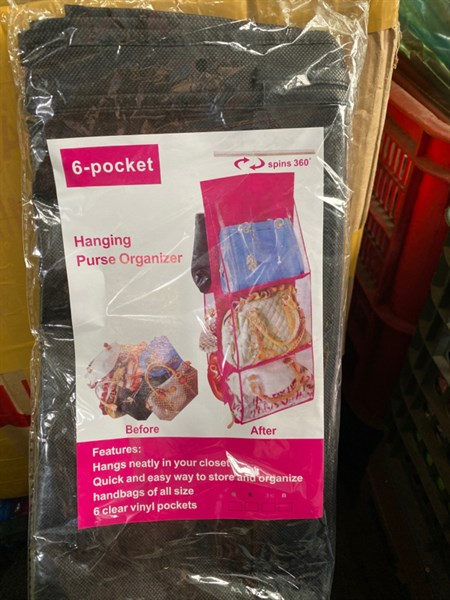 6-pocket
spins 360°
Hanging
Purse Organizer
Before
After
Features:
Hangs neatly in your closet
Quick and easy way to store and organize
handbags of all size
6 clear vinyl pockets